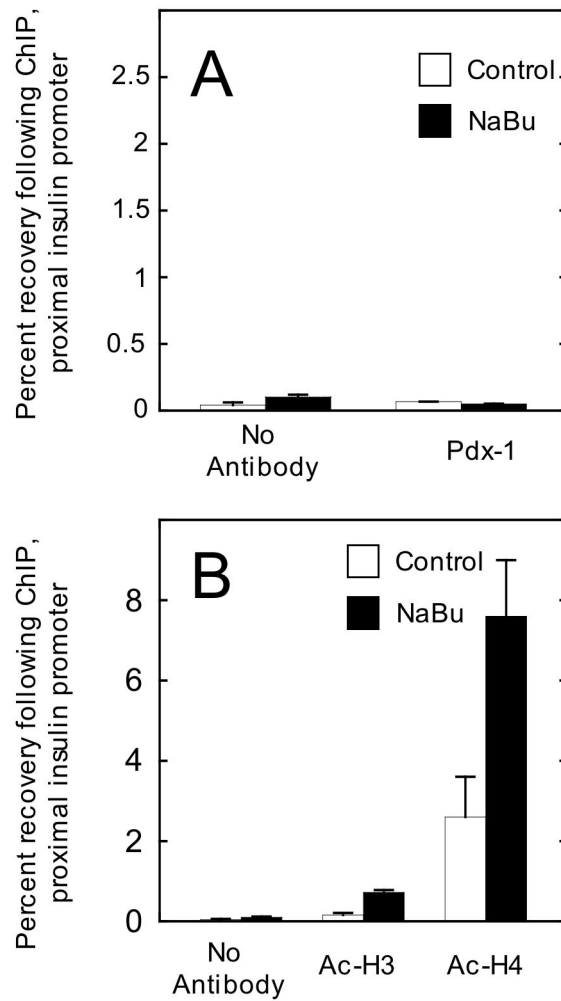 Percent recovery following ChIP,
proximal insulin promoter
A
Control
NaBu
2.5
2
1.5
1
0.5
0
No
Antibody
Pdx-1
Percent recovery following ChIP,
proximal insulin promoter
B
Control
NaBu
8
6
4
2
0
No
Antibody
Ac-H3
Ac-H4